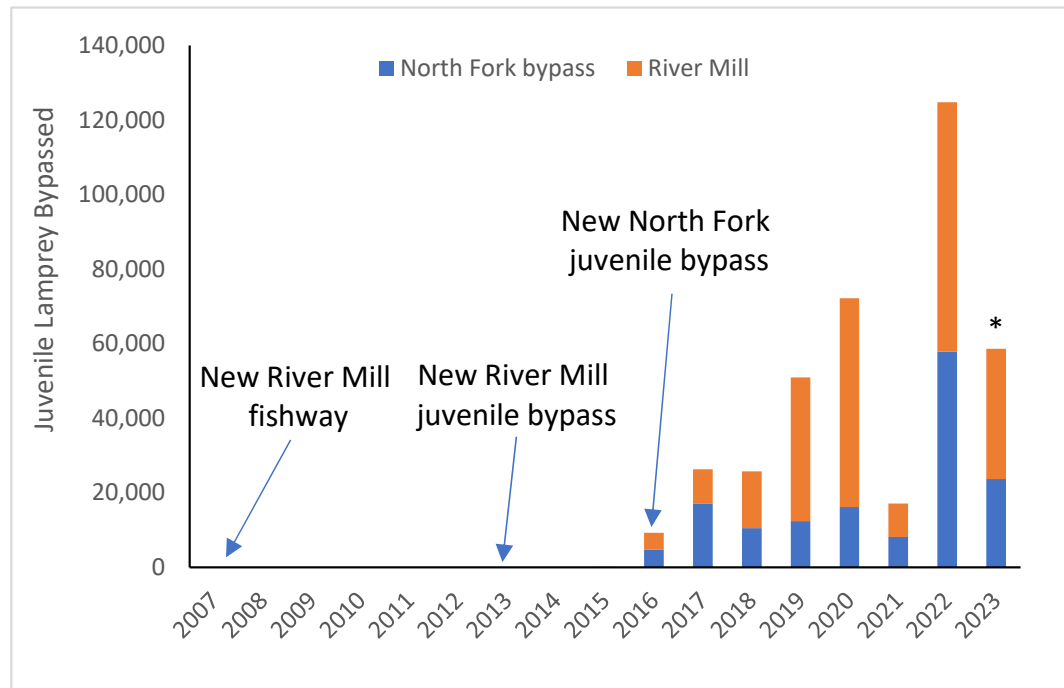 140,000
120,000
100,000
80,000
60,000
40,000
20,000
0
Juvenile Lamprey Bypassed
North Fork bypass
River Mill
New North Fork
juvenile bypass
*
New River Mill
fishway
New River Mill
juvenile bypass
2007
2008
2009
2010
2011
2012
2013
2014
2015
2016
2017
2018
2019
2020
2021
2022
2023